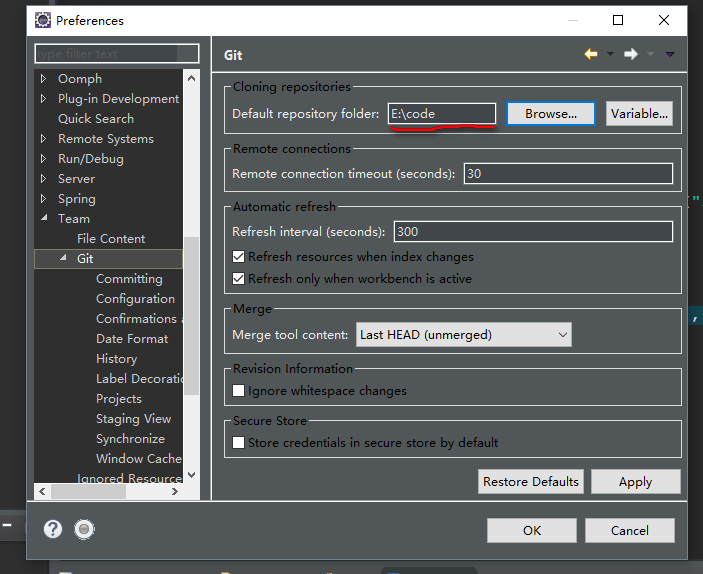 Preferences
type filter text
Oomph
Plug-in Development
Quick Search
Remote Systems
Run/Debug
Server
Spring
Team
File Content
Git
Committing
Configuration
Confirmations a
Date Format
History
Label Decoratic
Projects
Staging View
Synchronize
Window Cache
Ignored Resource
Git
Cloning repositories
Default repository folder: E:\code Browse... Variable...
Remote connections
Remote connection timeout (seconds): 30
Automatic refresh
Refresh interval (seconds): 300
Refresh resources when index changes
Refresh only when workbench is active
Merge
Merge tool content: Last HEAD (unmerged)
Revision Information
Ignore whitespace changes
Secure Store
Store credentials in secure store by default
Restore Defaults Apply
OK Cancel